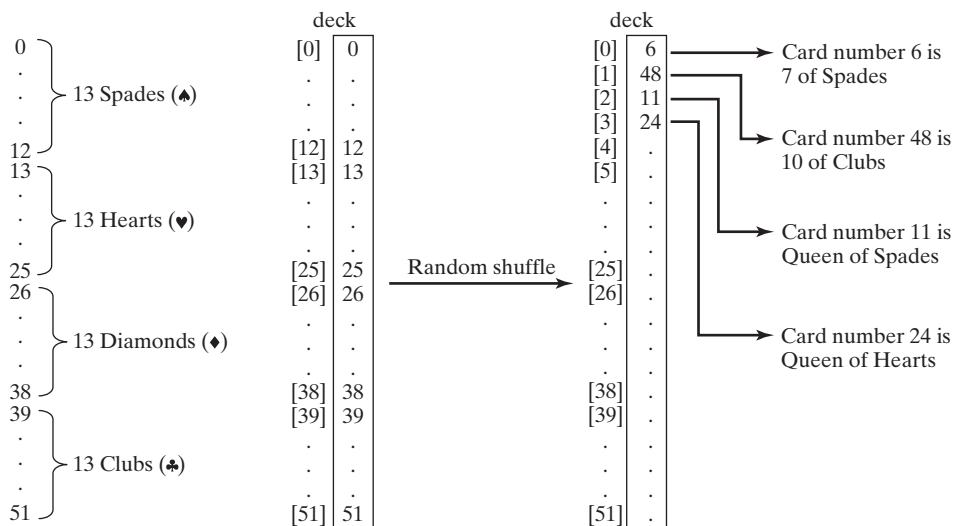 deck deck
0 [0] 0 [0] 6 Card number 6 is
. . . [1] 48 7 of Spades
. 13 Spades (♠) . . [2] 11
. . . [3] 24
12 [12] 12 [4] . Card number 48 is
13 [13] 13 [5] . 10 of Clubs
. . . . .
. 13 Hearts (♥) . . . .
. . . . . Card number 11 is
25 [25] 25 Random shuffle [25] . Queen of Spades
26 [26] 26 [26] .
. . . . .
. 13 Diamonds (♦) . . . . Card number 24 is
. . . . . Queen of Hearts
38 [38] 38 [38] .
39 [39] 39 [39] .
. . . . .
. 13 Clubs (♣) . . . .
. . . . .
51 [51] 51 [51] .